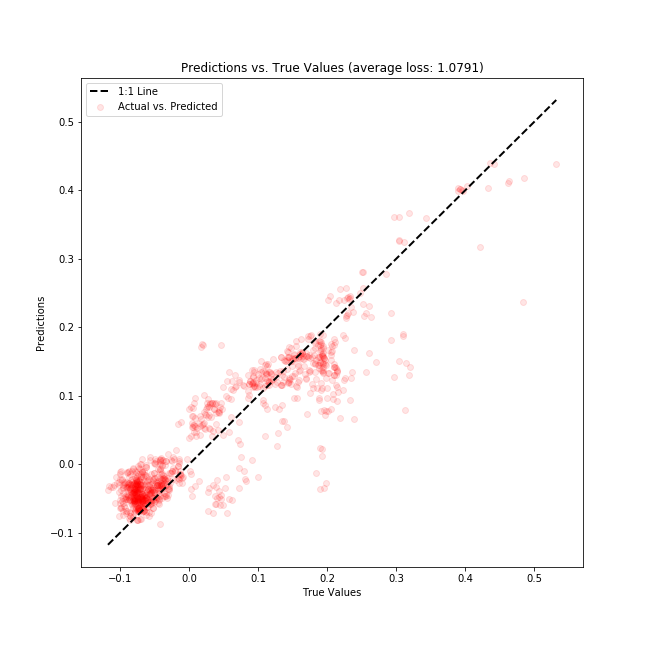 Predictions vs. True Values (average loss: 1.0791)
1:1 Line
Actual vs. Predicted
0.5
0.4
0.3
0.2
0.1
0.0
−0.1
Predictions
−0.1 0.0 0.1 0.2 0.3 0.4 0.5
True Values